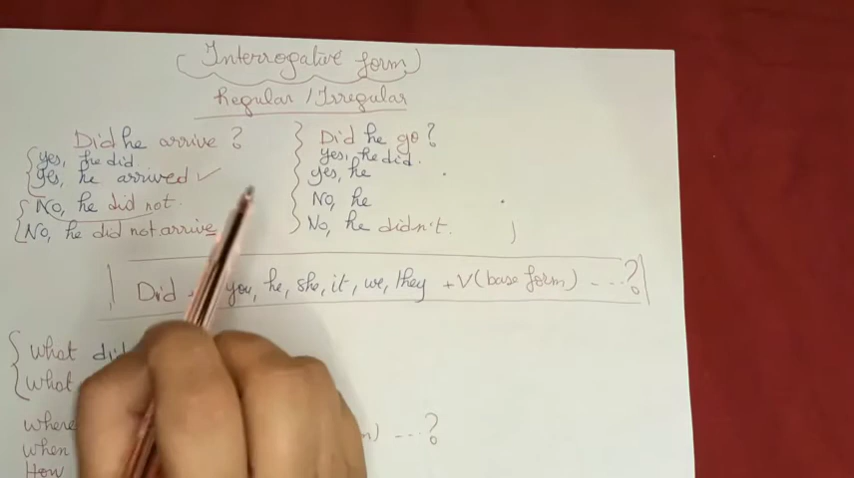 Interrogative form
Regular / Irregular
Did he arrive ?
yes, he did.
yes, he arrived ✓
No, he did not.
No, he did not arrive
Did he go ?
yes, he did.
yes, he
No, he
No, he didn't.
Did you, he, she, it, we, they + V (base form) ---?
what did
what
where
when
How
) ---?